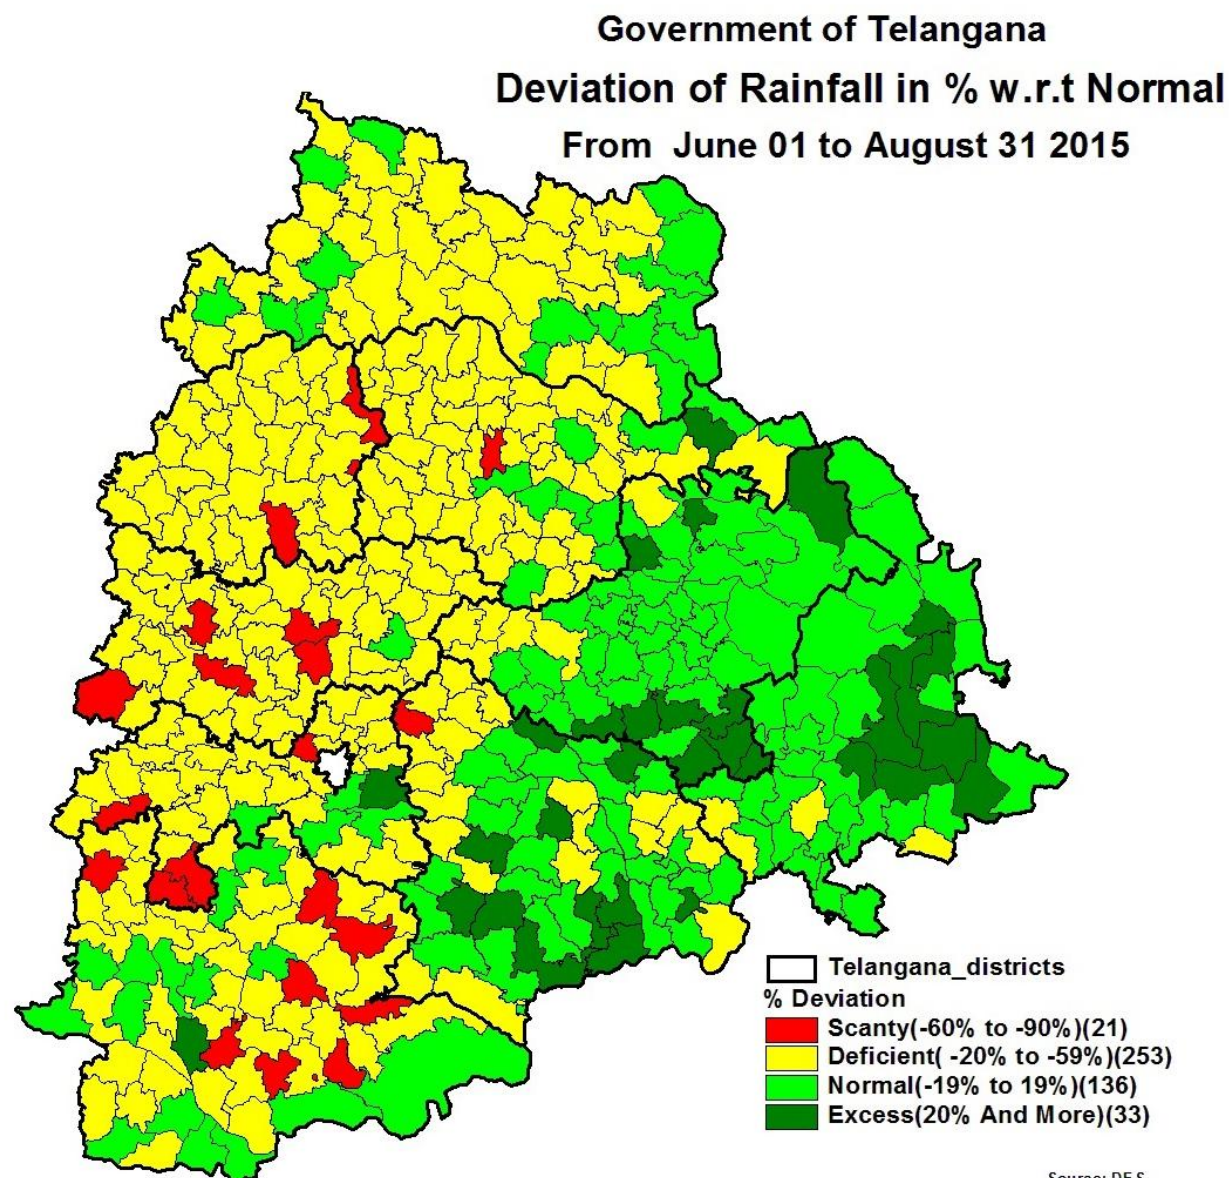 Government of Telangana
Deviation of Rainfall in % w.r.t Normal
From June 01 to August 31 2015
Telangana_districts
% Deviation
Scanty(-60% to -90%)(21)
Deficient( -20% to -59%)(253)
Normal(-19% to 19%)(136)
Excess(20% And More)(33)